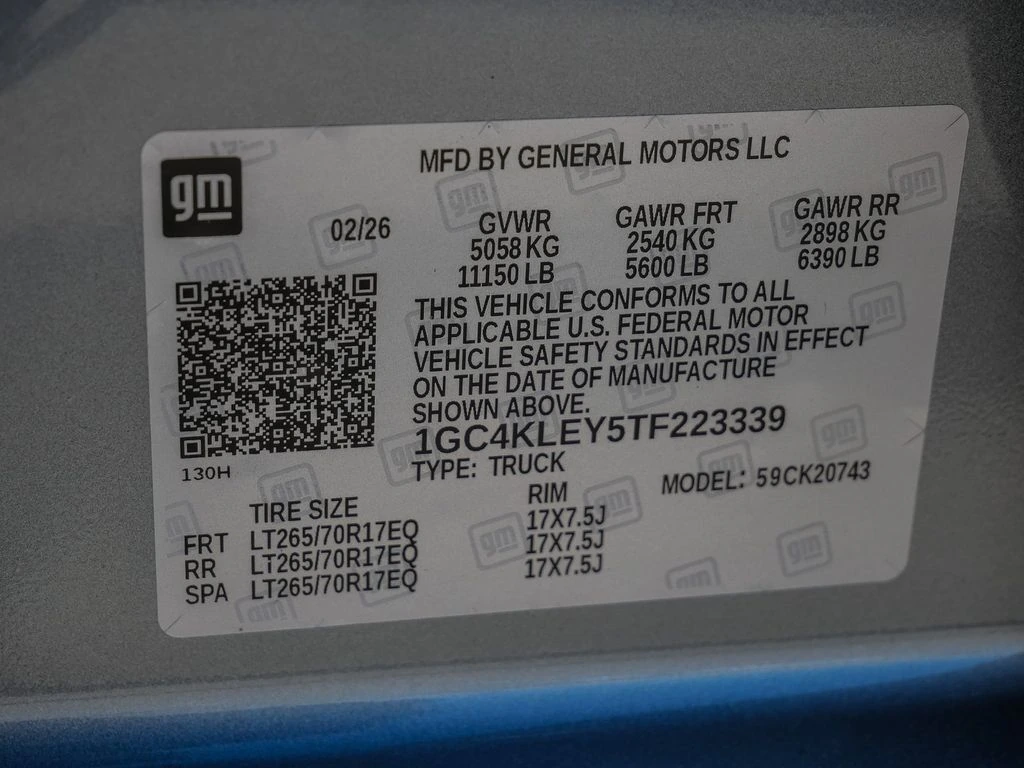 gm
MFD BY GENERAL MOTORS LLC
02/26
GVWR GAWR FRT GAWR RR
5058 KG 2540 KG 2898 KG
11150 LB 5600 LB 6390 LB
THIS VEHICLE CONFORMS TO ALL
APPLICABLE U.S. FEDERAL MOTOR
VEHICLE SAFETY STANDARDS IN EFFECT
ON THE DATE OF MANUFACTURE
SHOWN ABOVE.
1GC4KLEY5TF223339
130H
TYPE: TRUCK
MODEL: 59CK20743
TIRE SIZE RIM
FRT LT265/70R17EQ 17X7.5J
RR LT265/70R17EQ 17X7.5J
SPA LT265/70R17EQ 17X7.5J